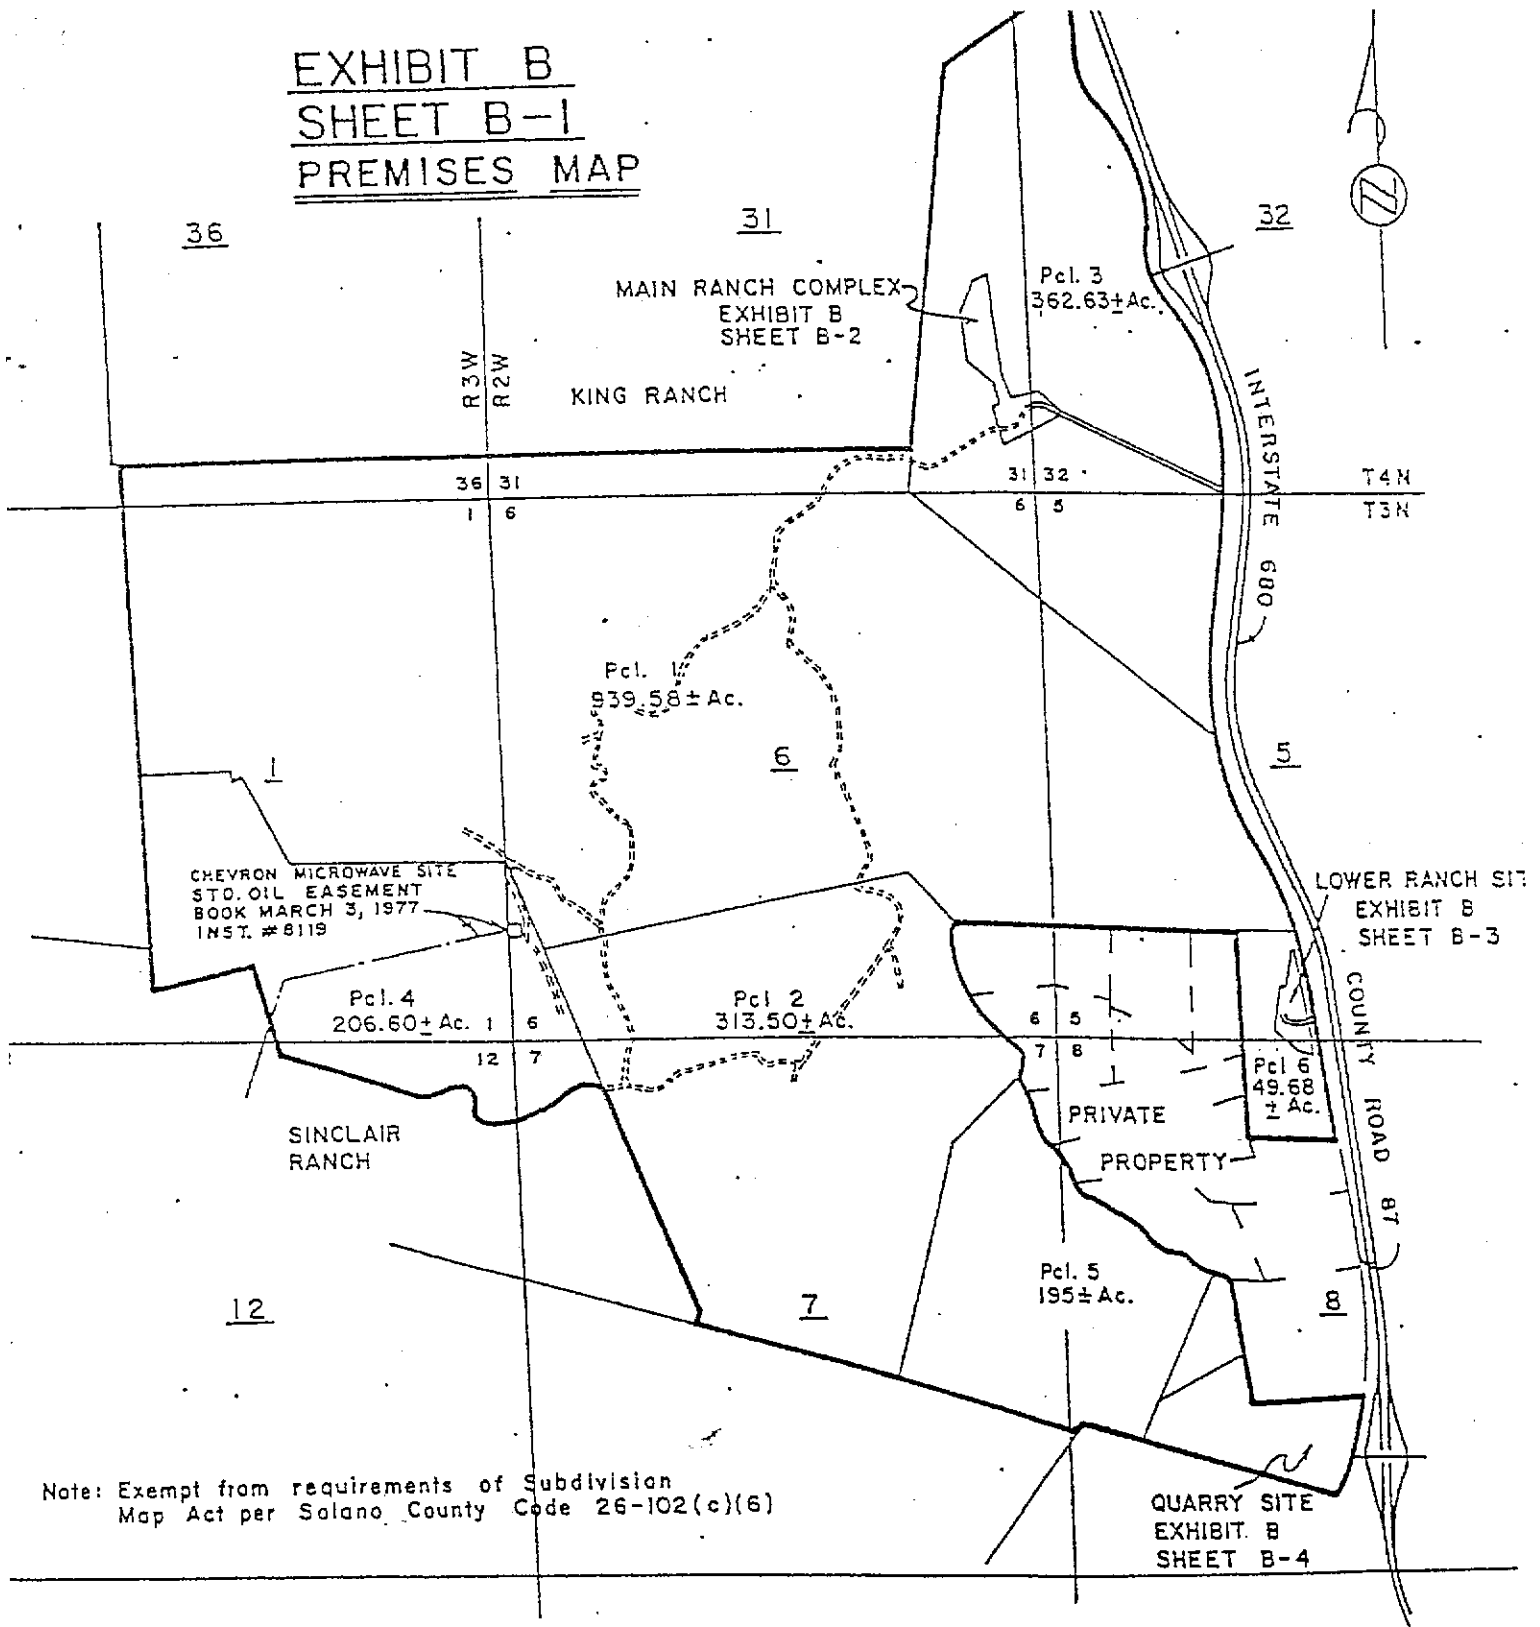 EXHIBIT B
SHEET B-1
PREMISES MAP
36
31
32
MAIN RANCH COMPLEX
EXHIBIT B
SHEET B-2
Pcl. 3
362.63± Ac.
R3W
R2W
KING RANCH
INTERSTATE 680
36 31
1 6
31 32
6 5
T4N
T3N
Pcl. 1
939.58± Ac.
1
6
5
CHEVRON MICROWAVE SITE
STD. OIL EASEMENT
BOOK MARCH 3, 1977
INST. #8119
LOWER RANCH SIT
EXHIBIT B
SHEET B-3
Pcl. 4
206.60± Ac.
1 6
12 7
Pcl 2
313.50± Ac.
6 5
7 8
Pcl 6
49.68
± Ac.
COUNTY ROAD 87
PRIVATE
PROPERTY
SINCLAIR
RANCH
Pcl. 5
195± Ac.
12
7
8
Note: Exempt from requirements of Subdivision
Map Act per Solano County Code 26-102(c)(6)
QUARRY SITE
EXHIBIT B
SHEET B-4